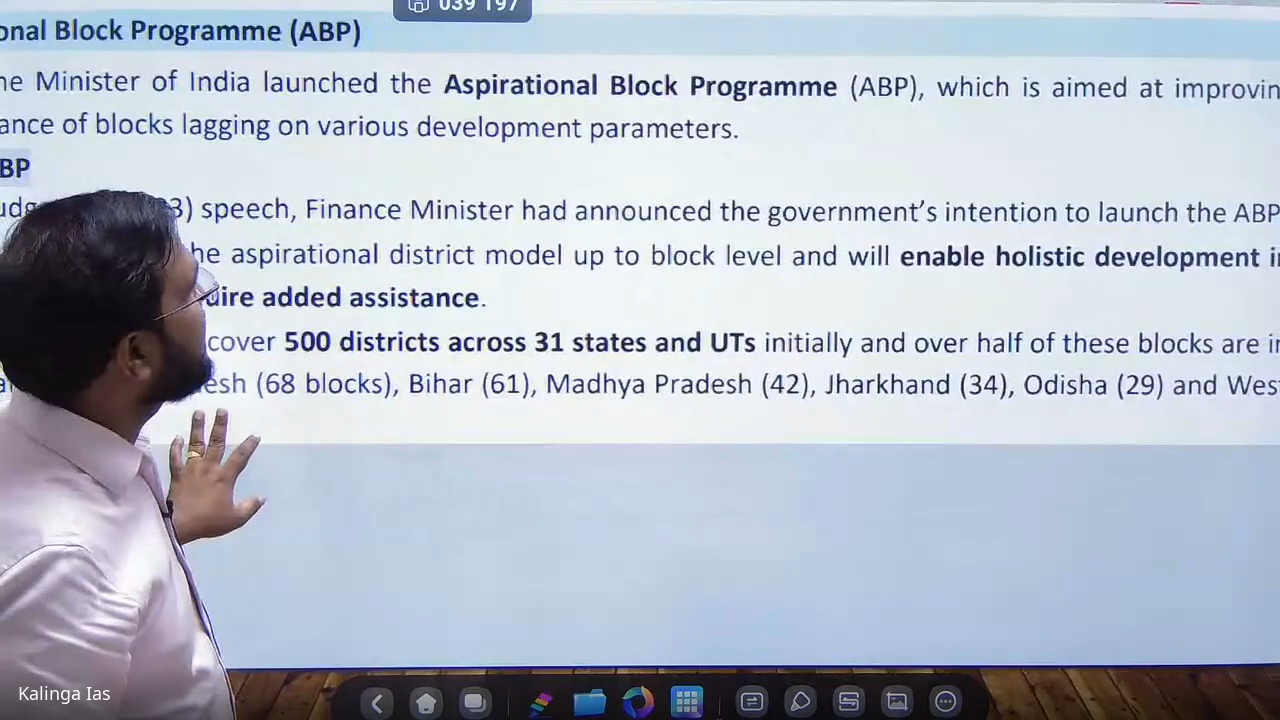 039 197
onal Block Programme (ABP)
Minister of India launched the Aspirational Block Programme (ABP), which is aimed at improvin
ance of blocks lagging on various development parameters.
BP
speech, Finance Minister had announced the government's intention to launch the ABP
he aspirational district model up to block level and will enable holistic development i
uire added assistance.
cover 500 districts across 31 states and UTs initially and over half of these blocks are i
esh (68 blocks), Bihar (61), Madhya Pradesh (42), Jharkhand (34), Odisha (29) and Wes
Kalinga Ias